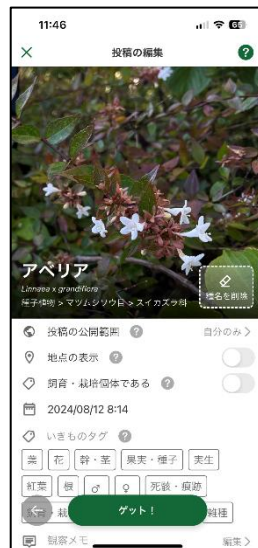 11:46
投稿の編集
?
アベリア
Linnaea x grandiflora
種子植物 > マツムシソウ目 > スイカズラ科
種名を削除
投稿の公開範囲 ? 自分のみ >
地点の表示 ?
飼育・栽培個体である ?
2024/08/12 8:14
いきものタグ ?
葉 花 幹・茎 果実・種子 実生
紅葉 根 ♂ ♀ 死骸・痕跡
ゲット!
雑種
観察メモ 編集 >